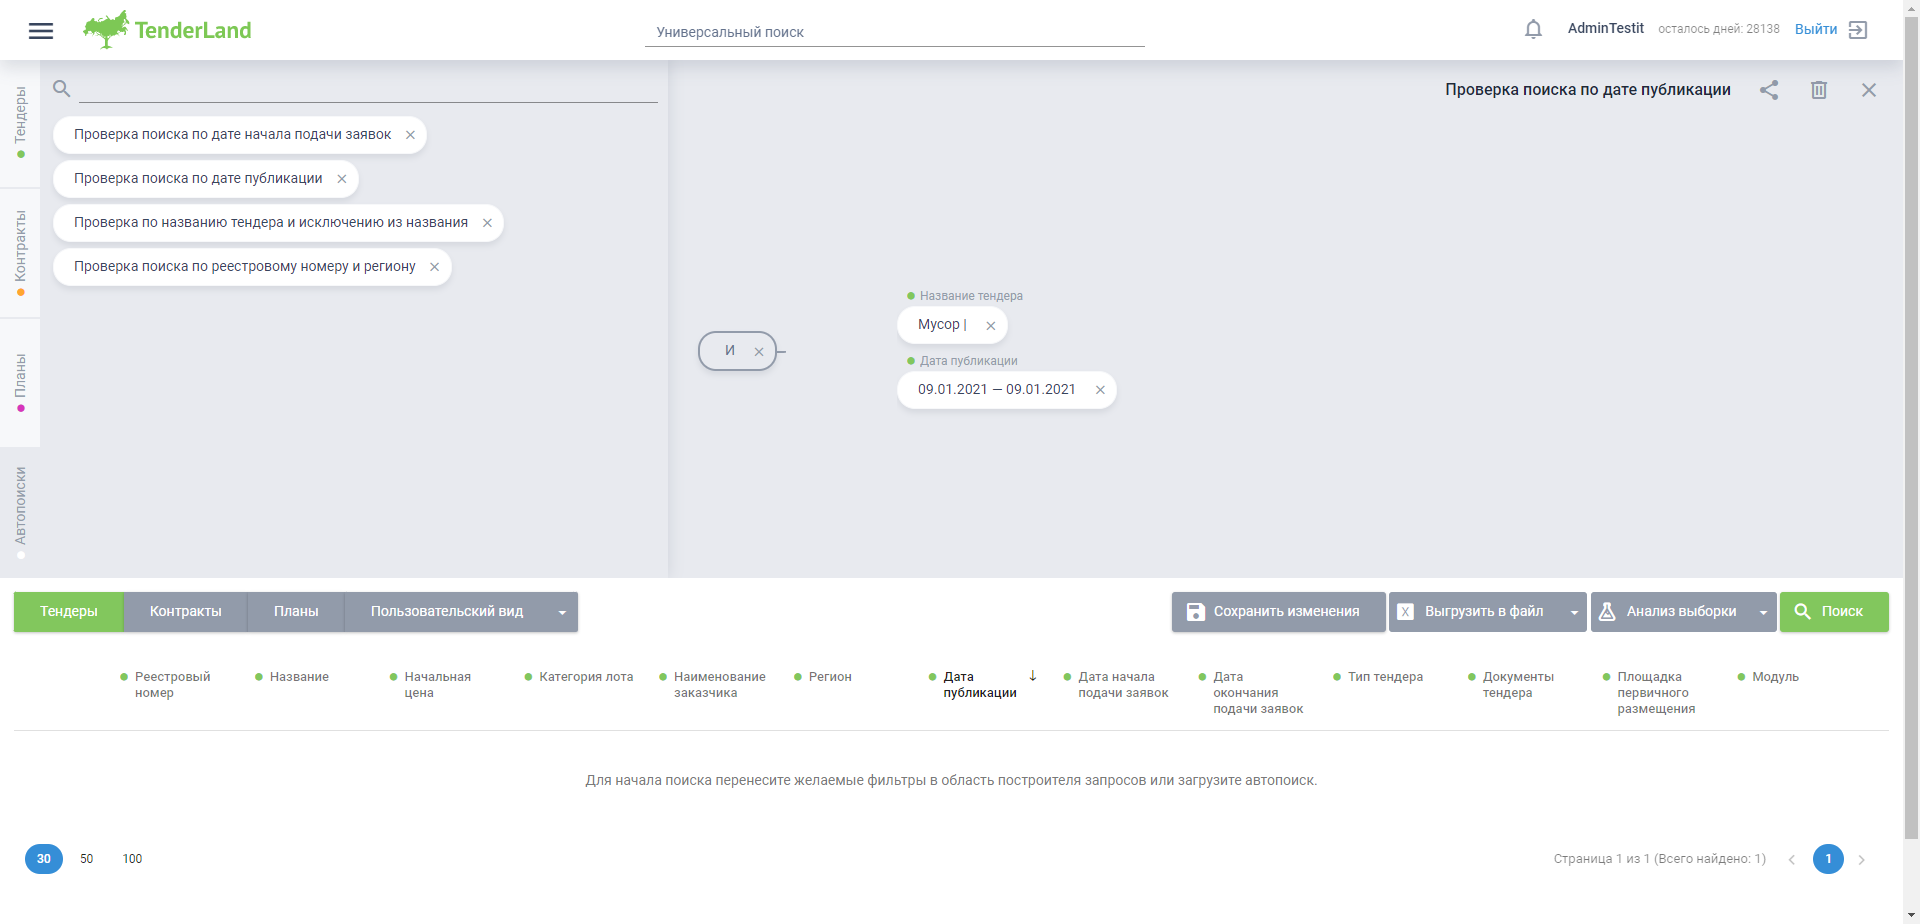 TenderLand
Универсальный поиск
AdminTestit
осталось дней: 28138
Выйти
Тендеры
Контракты
Планы
Автопоиски
Проверка поиска по дате начала подачи заявок
Проверка поиска по дате публикации
Проверка по названию тендера и исключению из названия
Проверка поиска по реестровому номеру и региону
Проверка поиска по дате публикации
И
Название тендера
Мусор |
Дата публикации
09.01.2021 — 09.01.2021
Тендеры
Контракты
Планы
Пользовательский вид
Сохранить изменения
X Выгрузить в файл
Анализ выборки
Поиск
Реестровый
номер
Название
Начальная
цена
Категория лота
Наименование
заказчика
Регион
Дата
публикации
Дата начала
подачи заявок
Дата
окончания
подачи заявок
Тип тендера
Документы
тендера
Площадка
первичного
размещения
Модуль
Для начала поиска перенесите желаемые фильтры в область построителя запросов или загрузите автопоиск.
30 50 100
Страница 1 из 1 (Всего найдено: 1)
1